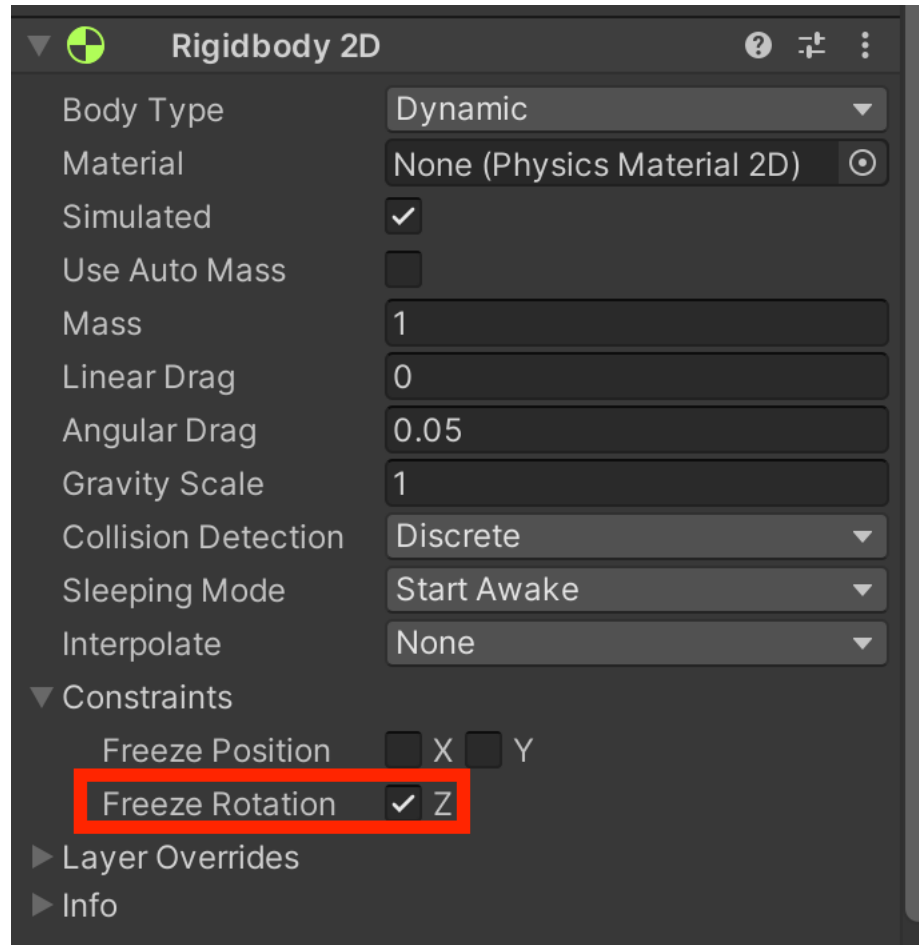 Rigidbody 2D
Body Type Dynamic
Material None (Physics Material 2D)
Simulated
Use Auto Mass
Mass 1
Linear Drag 0
Angular Drag 0.05
Gravity Scale 1
Collision Detection Discrete
Sleeping Mode Start Awake
Interpolate None
Constraints
Freeze Position X Y
Freeze Rotation Z
Layer Overrides
Info